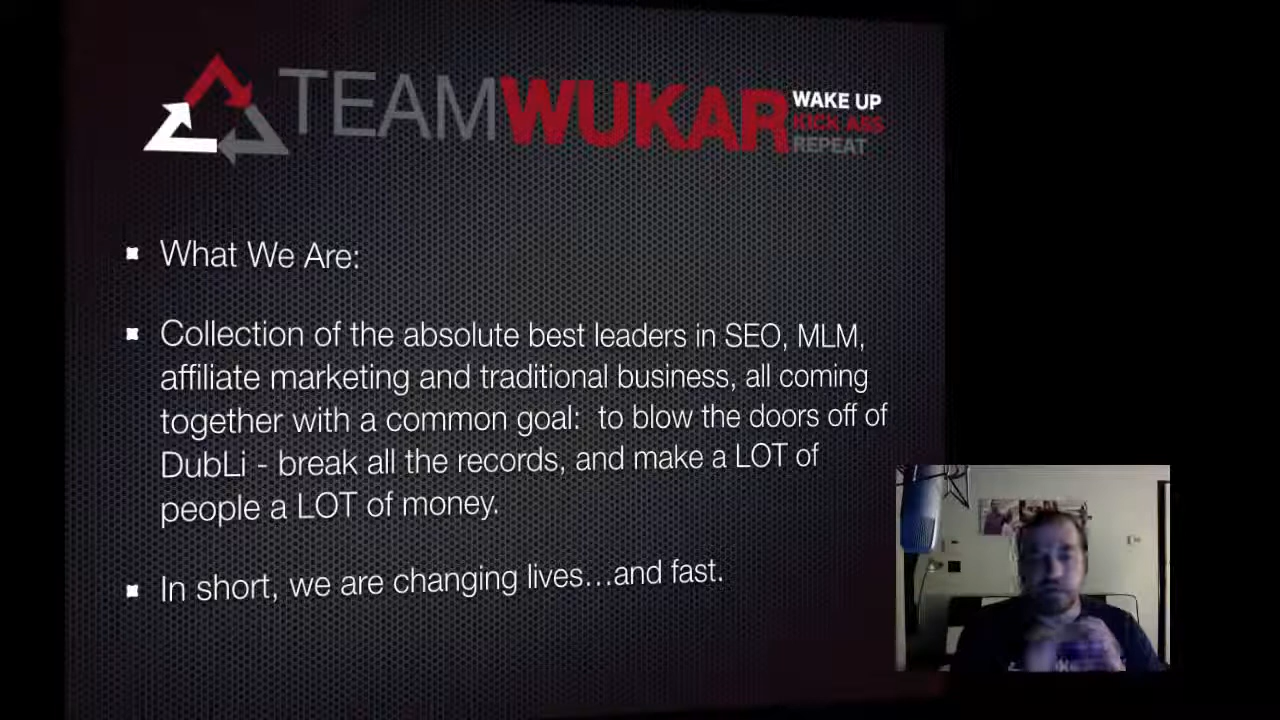 TEAMWUKAR
WAKE UP
KICK ASS
REPEAT
What We Are:
Collection of the absolute best leaders in SEO, MLM,
affiliate marketing and traditional business, all coming
together with a common goal: to blow the doors off of
DubLi - break all the records, and make a LOT of
people a LOT of money.
In short, we are changing lives...and fast.